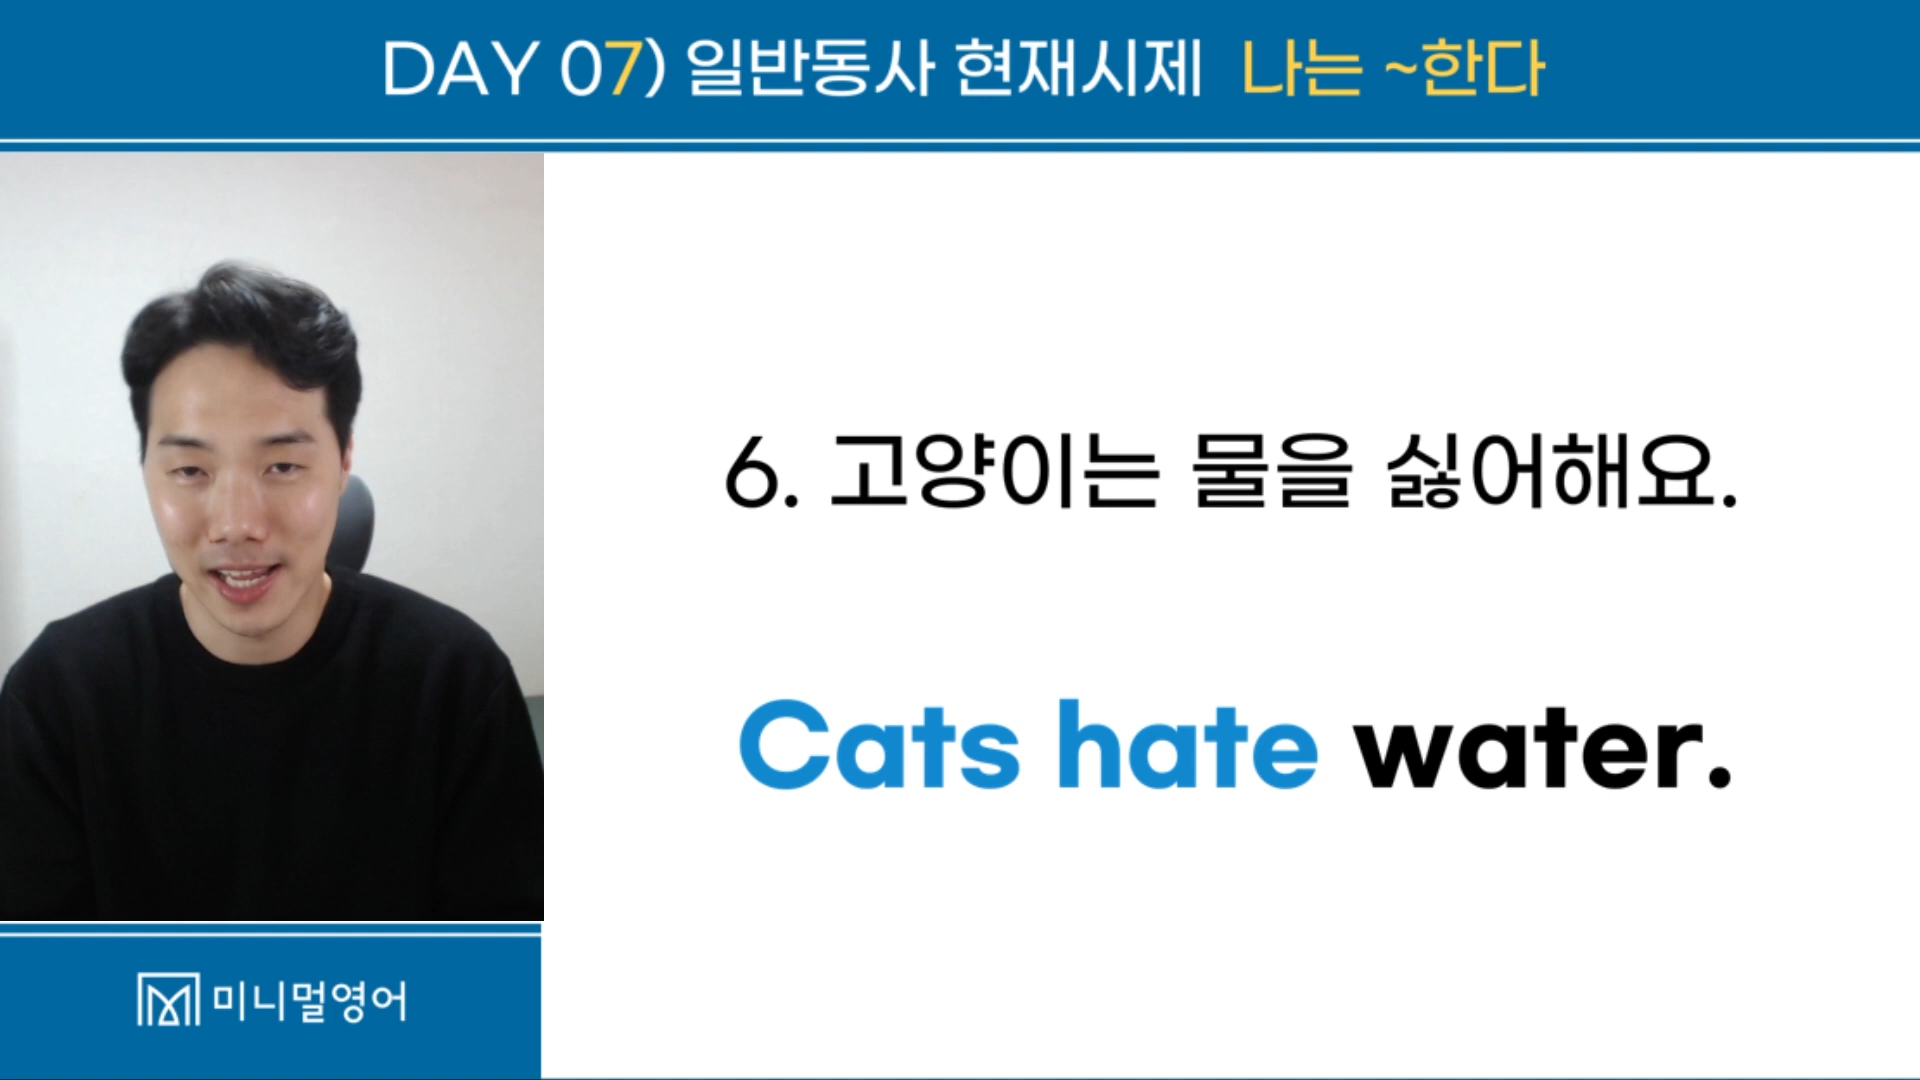 DAY 07) 일반동사 현재시제 나는 ~한다
6. 고양이는 물을 싫어해요.
Cats hate water.
미니멀영어